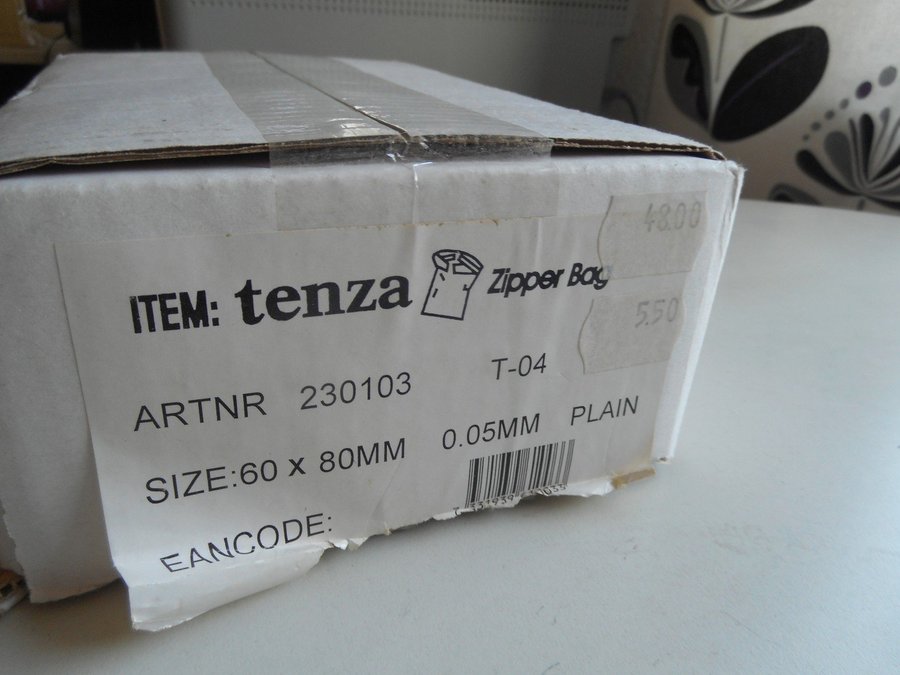 48.00
ITEM: tenza Zipper Bag
5.50
ARTNR 230103 T-04
SIZE:60 x 80MM 0.05MM PLAIN
EANCODE: